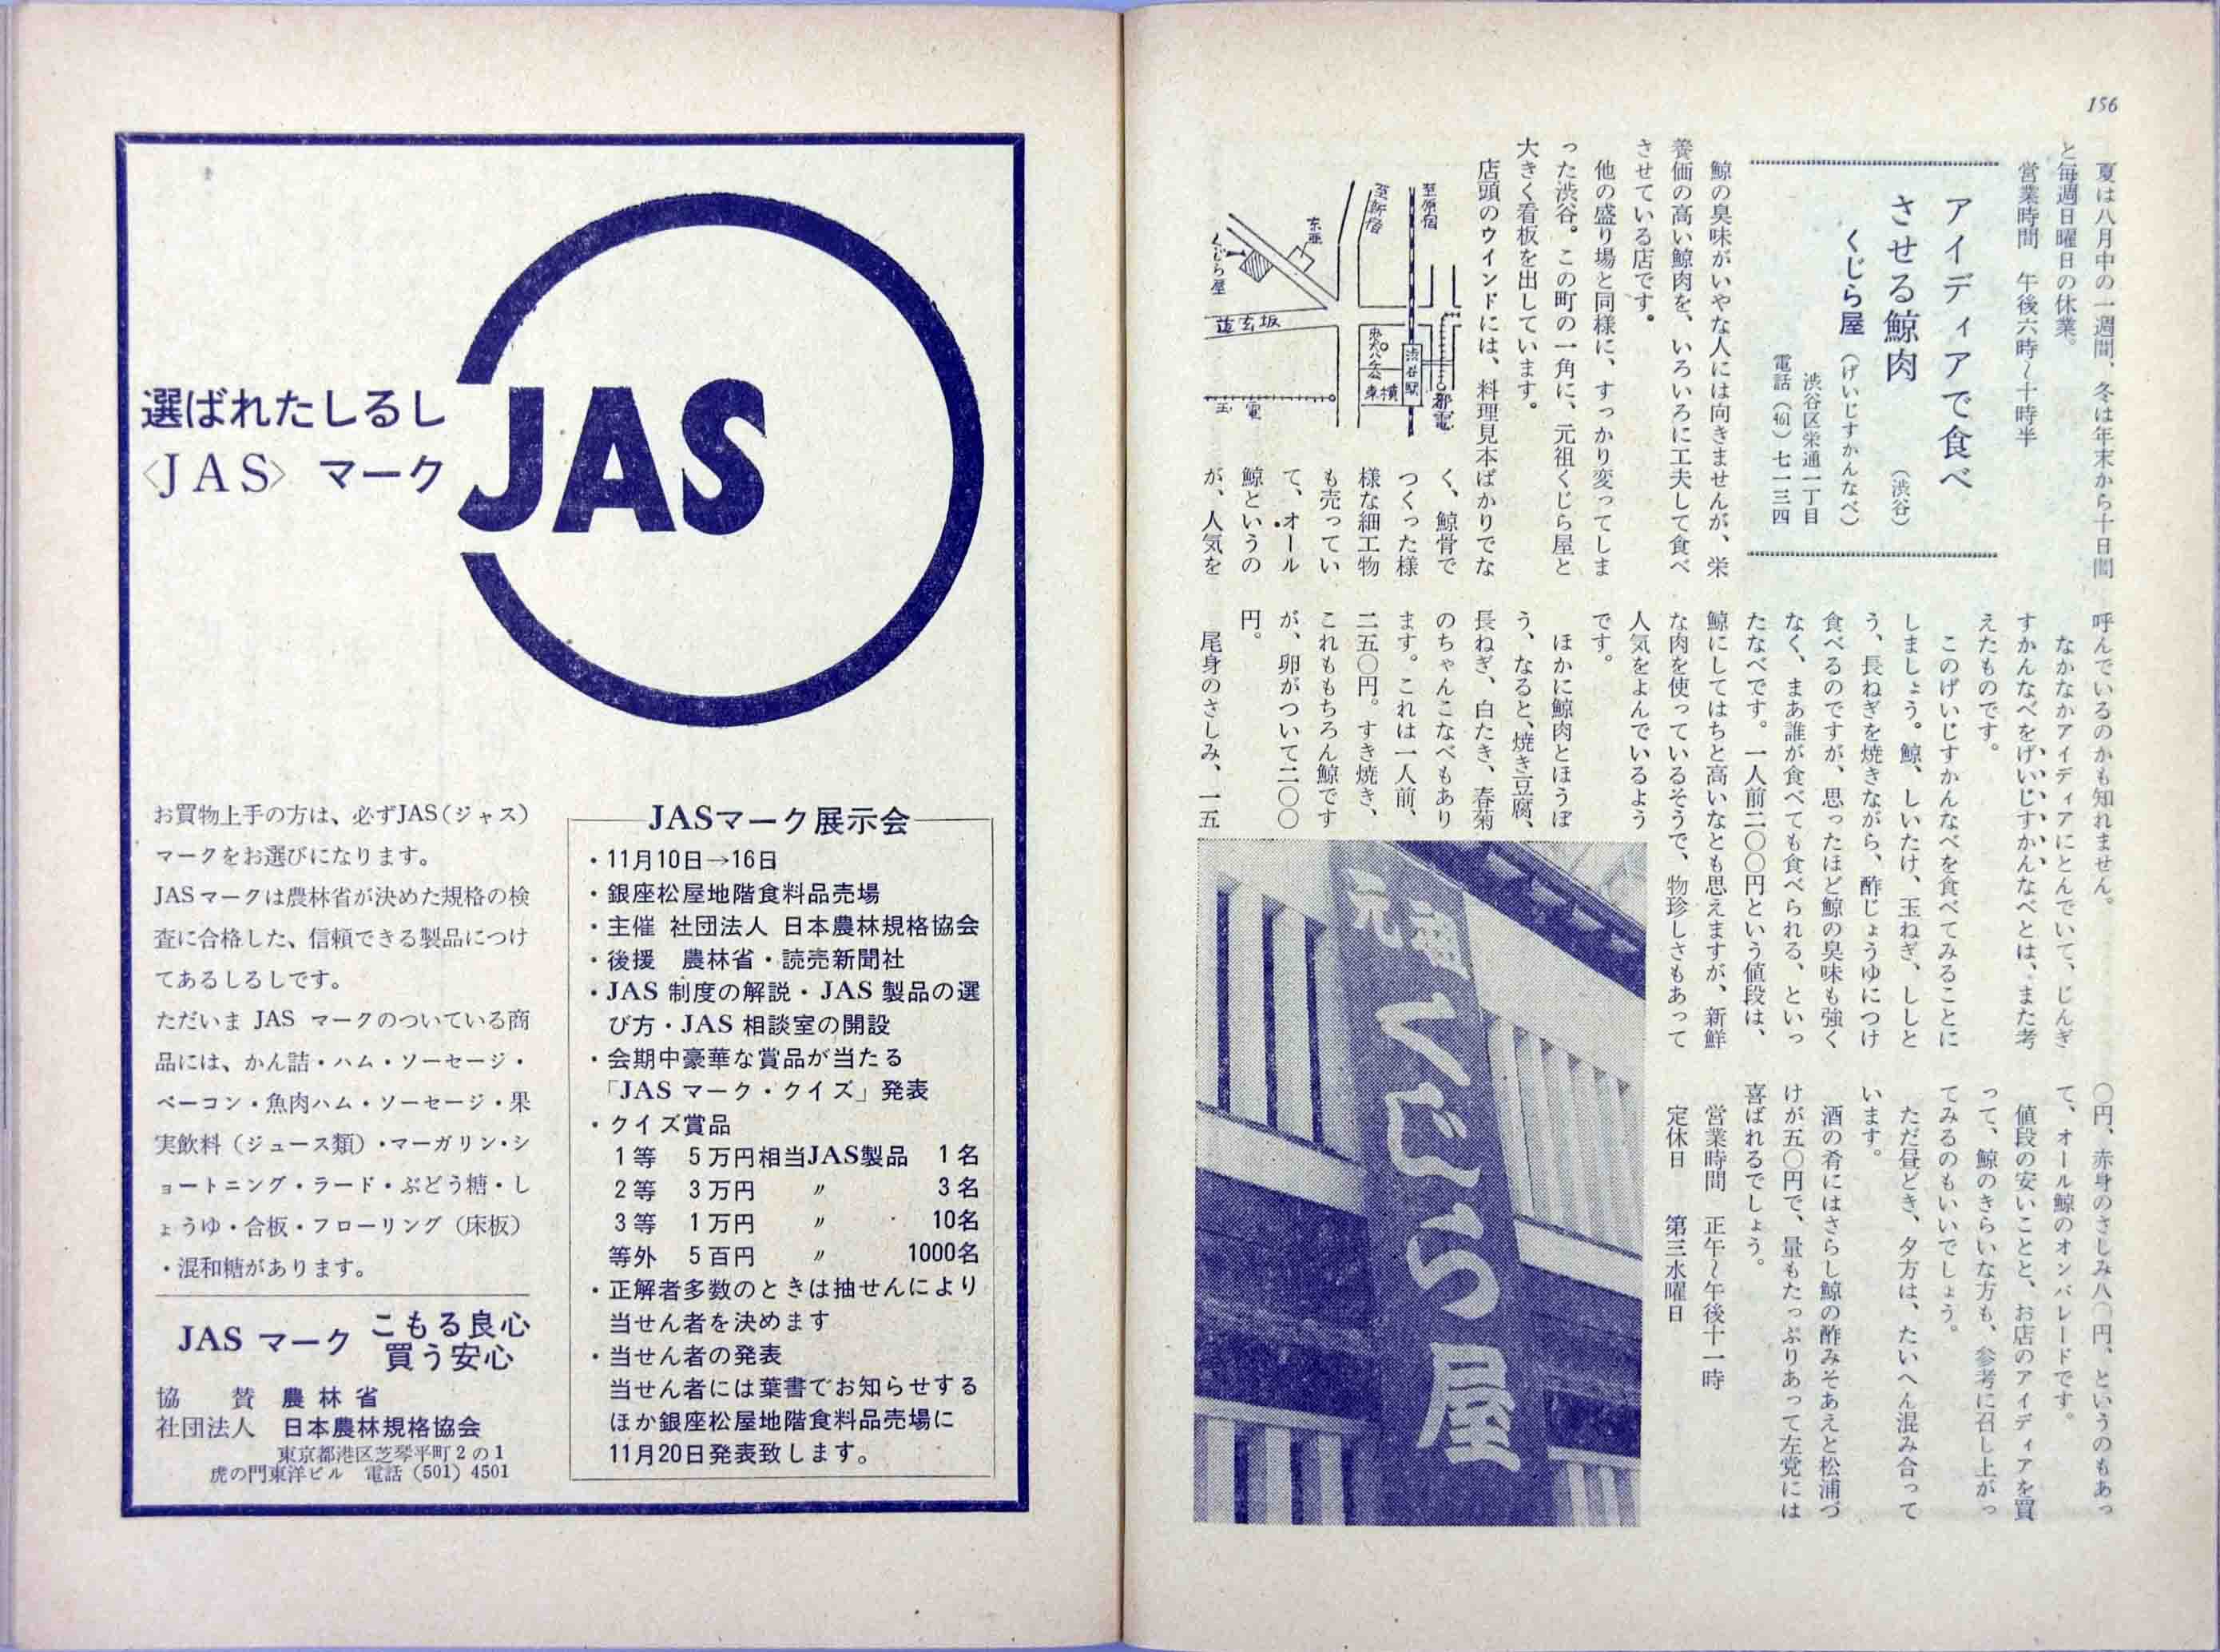 156
夏は八月中の一週間、冬は年末から十日間
と毎週日曜日の休業。
営業時間　午後六時〜十時半
アイディアで食べ
させる鯨肉
（渋谷）
くじら屋（げいじすかんなべ）
渋谷区栄通一丁目
電話（461）七一三四
鯨の臭味がいやな人には向きませんが、栄
養価の高い鯨肉を、いろいろに工夫して食べ
させている店です。
他の盛り場と同様に、すっかり変ってしま
った渋谷。この町の一角に、元祖くじら屋と
大きく看板を出しています。
店頭のウインドには、料理見本ばかりでな
く、鯨骨で
つくった様
様な細工物
も売ってい
て、オール
鯨というの
が、人気を
至原宿
至新宿
東亜
くじら屋
道玄坂
忠犬ハチ公
渋谷駅
東横
都電
玉電
呼んでいるのかも知れません。
なかなかアイディアにとんでいて、じんぎ
すかんなべをげいじすかんなべとは、また考
えたものです。
このげいじすかんなべを食べてみることに
しましょう。鯨、しいたけ、玉ねぎ、ししと
う、長ねぎを焼きながら、酢じょうゆにつけ
食べるのですが、思ったほど鯨の臭味も強く
なく、まあ誰が食べても食べられる、といっ
たなべです。一人前二〇〇円という値段は、
鯨にしてはちと高いなとも思えますが、新鮮
な肉を使っているそうで、物珍しさもあって
人気をよんでいるよう
です。
ほかに鯨肉とほうぼ
う、なると、焼き豆腐、
長ねぎ、白たき、春菊
のちゃんこなべもあり
ます。これは一人前、
二五〇円。すき焼き、
これももちろん鯨です
が、卵がついて二〇〇
円。
尾身のさしみ、一五
〇円、赤身のさしみ八〇円、というのもあっ
て、オール鯨のオンパレードです。
値段の安いことと、お店のアイディアを買
って、鯨のきらいな方も、参考に召し上がっ
てみるのもいいでしょう。
ただ昼どき、夕方は、たいへん混み合って
います。
酒の肴にはさらし鯨の酢みそあえと松浦づ
けが五〇円で、量もたっぷりあって左党には
喜ばれるでしょう。
営業時間　正午〜午後十一時
定休日　第三水曜日
元祖くじら屋
選ばれたしるし
〈JAS〉マーク
JAS
お買物上手の方は、必ずJAS（ジャス）
マークをお選びになります。
JASマークは農林省が決めた規格の検
査に合格した、信頼できる製品につけ
てあるしるしです。
ただいま JAS マークのついている商
品には、かん詰・ハム・ソーセージ・
ベーコン・魚肉ハム・ソーセージ・果
実飲料（ジュース類）・マーガリン・シ
ョートニング・ラード・ぶどう糖・し
ょうゆ・合板・フローリング（床板）
・混和糖があります。
JAS マーク こもる良心
買う安心
協　賛　農林省
社団法人　日本農林規格協会
東京都港区芝琴平町2の1
虎の門東洋ビル　電話（501）4501
JASマーク展示会
・11月10日→16日
・銀座松屋地階食料品売場
・主催 社団法人 日本農林規格協会
・後援　農林省・読売新聞社
・JAS 制度の解説・JAS 製品の選
び方・JAS 相談室の開設
・会期中豪華な賞品が当たる
「JAS マーク・クイズ」発表
・クイズ賞品
1等　5万円相当JAS製品　1名
2等　3万円　〃　3名
3等　1万円　〃　10名
等外　5百円　〃　1000名
・正解者多数のときは抽せんにより
当せん者を決めます
・当せん者の発表
当せん者には葉書でお知らせする
ほか銀座松屋地階食料品売場に
11月20日発表致します。